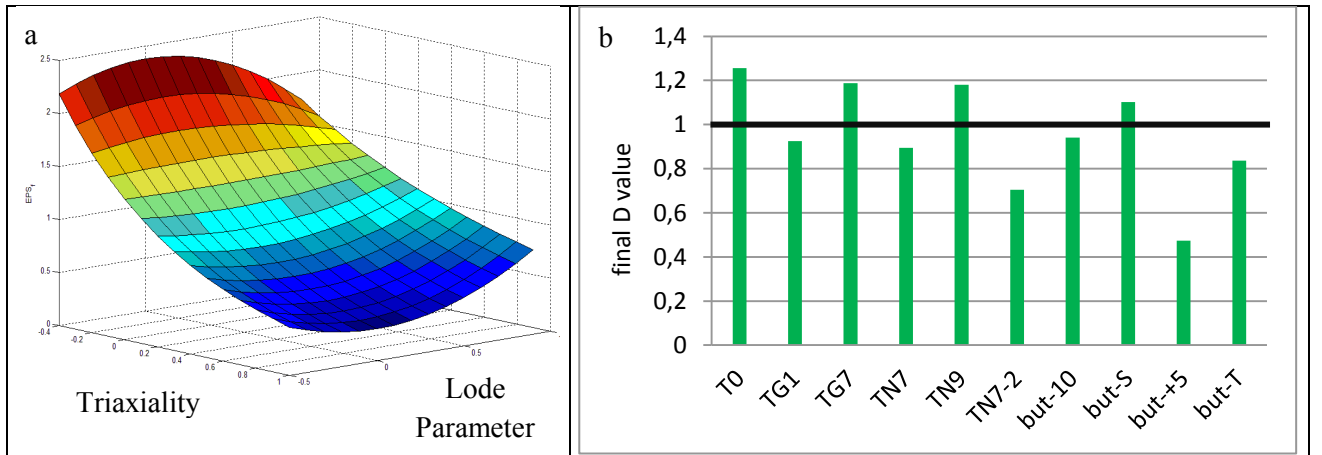 a
2.5
2
1.5
1
0.5
0
EPS_f
-0.4
-0.2
0
0.2
0.4
0.6
0.8
1
-0.5
0
0.5
Triaxiality
Lode
Parameter
b
1,4
1,2
1
0,8
0,6
0,4
0,2
0
final D value
T0
TG1
TG7
TN7
TN9
TN7-2
but-10
but-S
but-+5
but-T